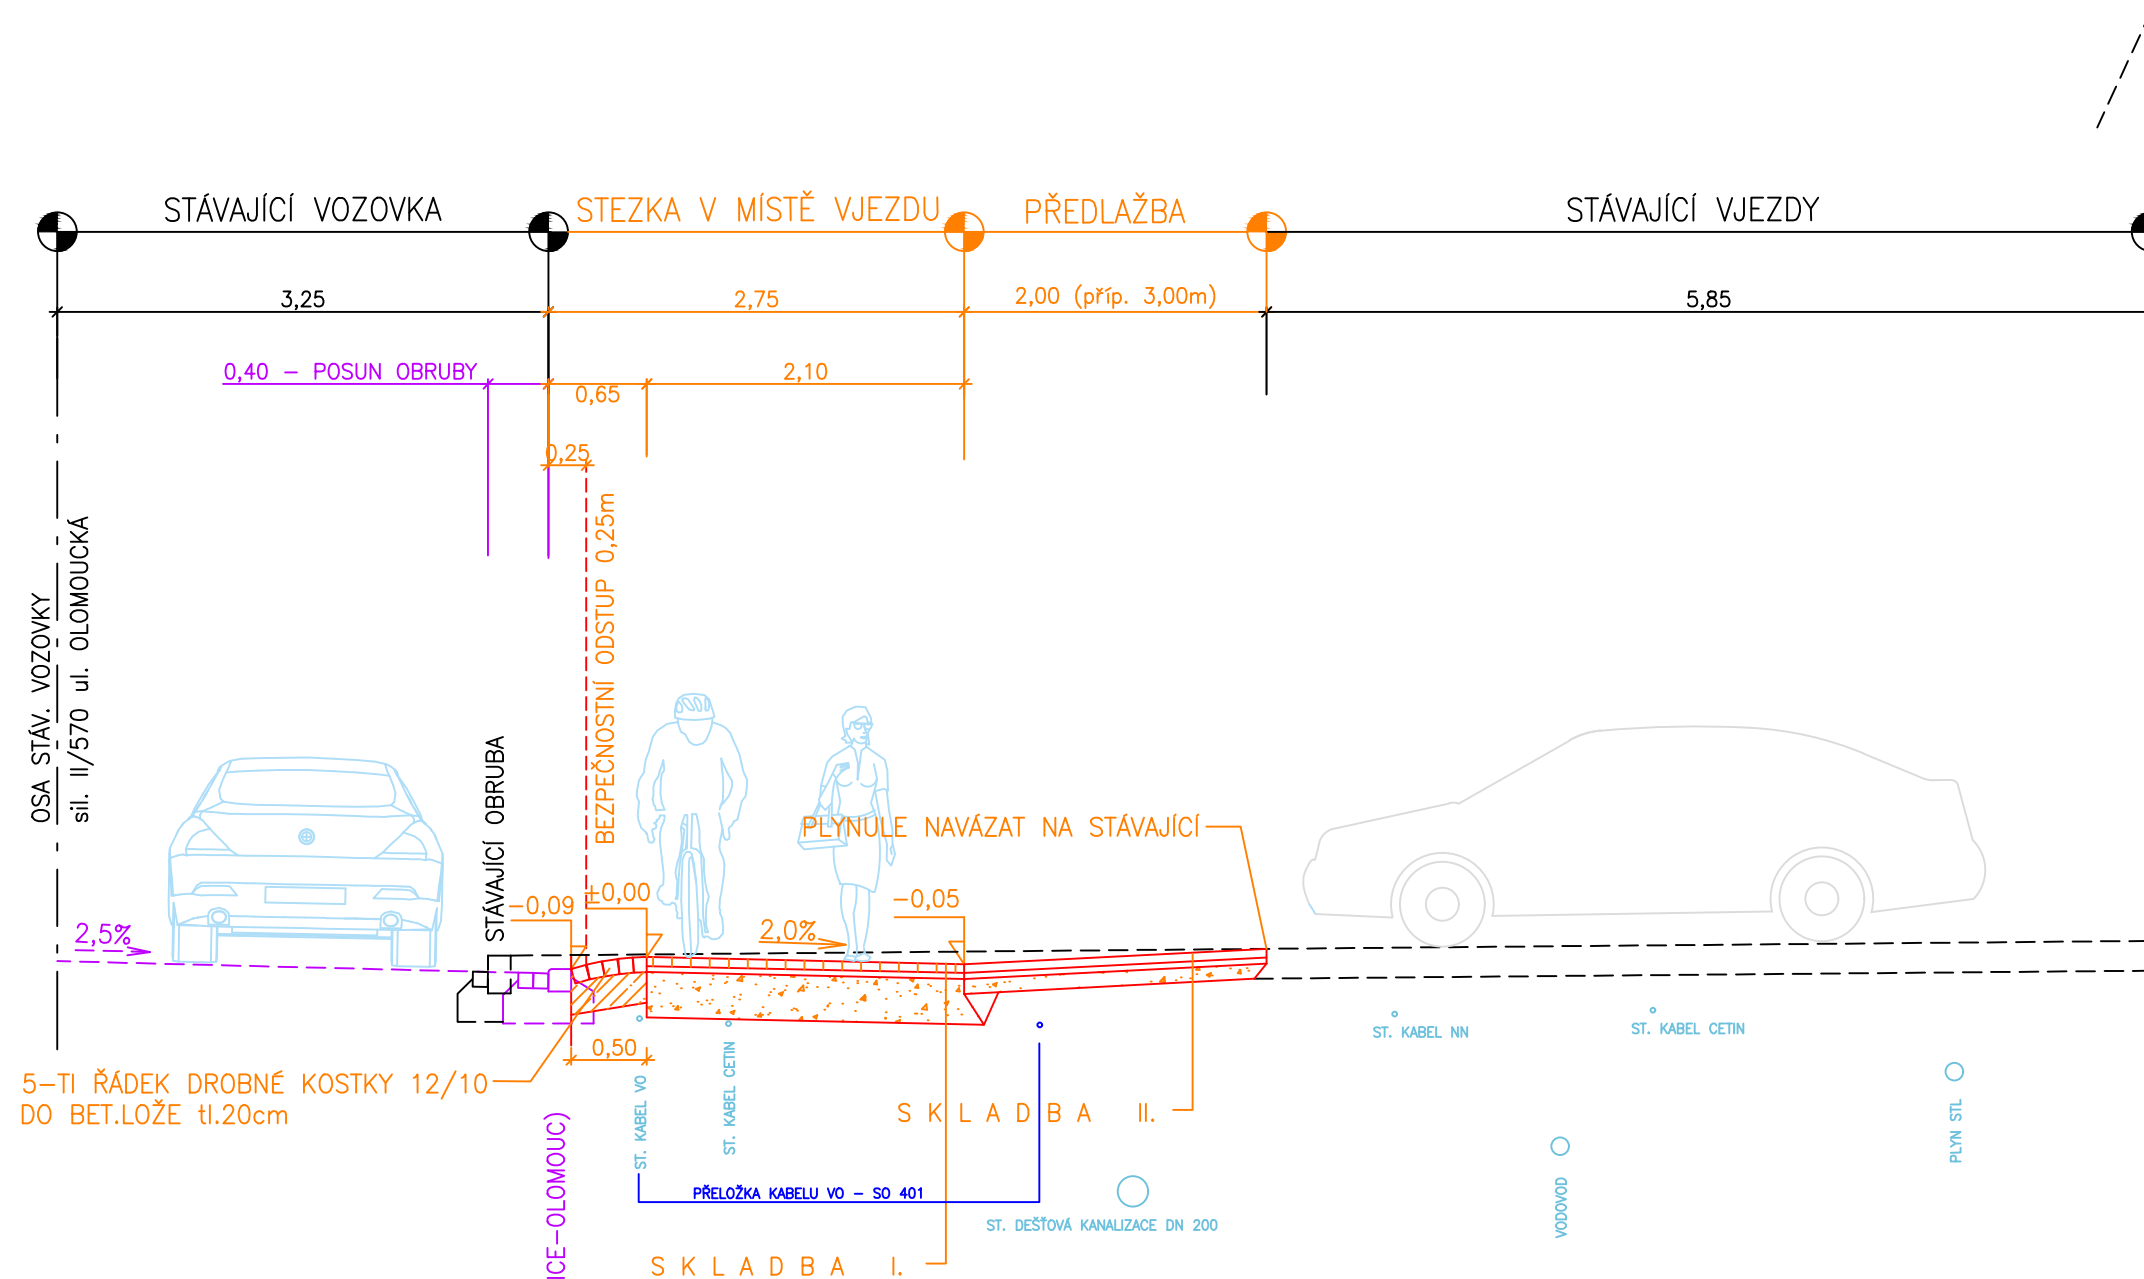 STÁVAJÍCÍ VOZOVKA
STEZKA V MÍSTĚ VJEZDU
PŘEDLAŽBA
STÁVAJÍCÍ VJEZDY
3,25
2,75
2,00 (příp. 3,00m)
5,85
0,40 – POSUN OBRUBY
0,65
2,10
0,25
OSA STÁV. VOZOVKY
sil. II/570 ul. OLOMOUCKÁ
STÁVAJÍCÍ OBRUBA
BEZPEČNOSTNÍ ODSTUP 0,25m
PLYNULE NAVÁZAT NA STÁVAJÍCÍ
-0,09
±0,00
-0,05
2,5%
2,0%
0,50
5-TI ŘÁDEK DROBNÉ KOSTKY 12/10
DO BET.LOŽE tl.20cm
ICE-OLOMOUC)
ST. KABEL VO
ST. KABEL CETIN
ST. KABEL NN
ST. KABEL CETIN
SKLADBA II.
PLYN STL
VODOVOD
PŘELOŽKA KABELU VO – SO 401
ST. DEŠŤOVÁ KANALIZACE DN 200
SKLADBA I.